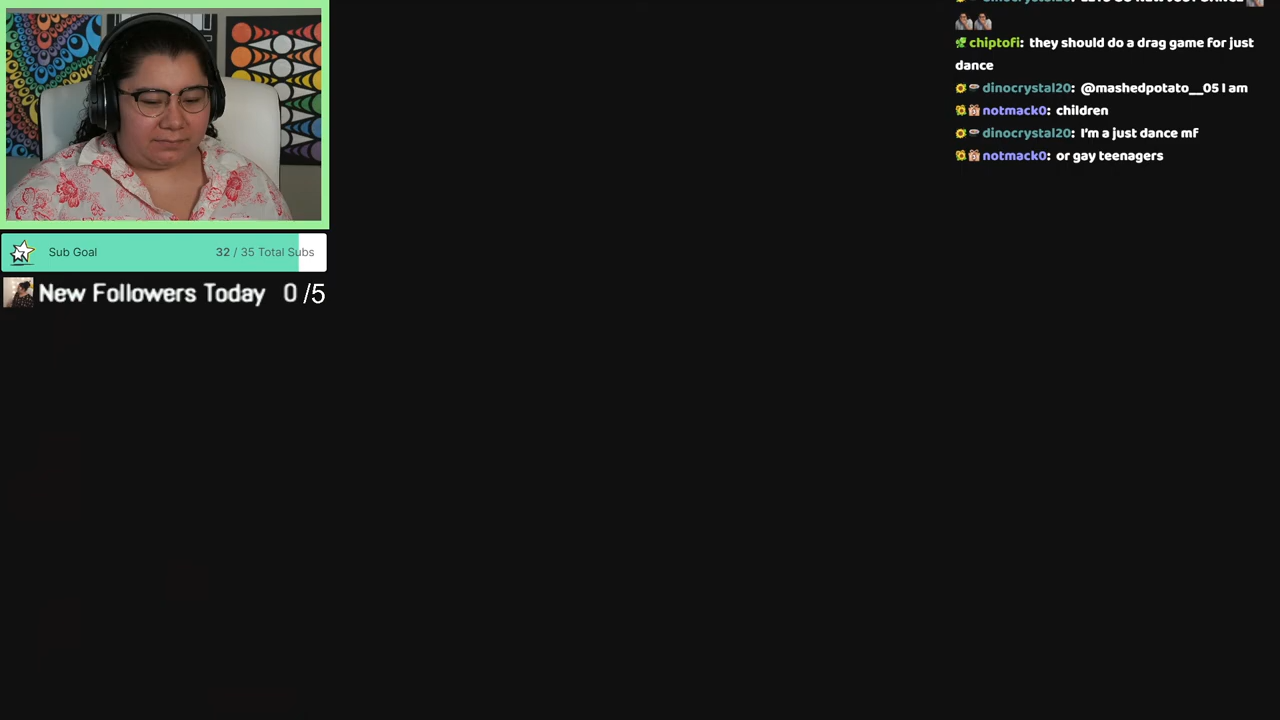 Sub Goal 32 / 35 Total Subs
New Followers Today 0 /5
chiptofi: they should do a drag game for just
dance
dinocrystal20: @mashedpotato__05 I am
notmack0: children
dinocrystal20: I'm a just dance mf
notmack0: or gay teenagers